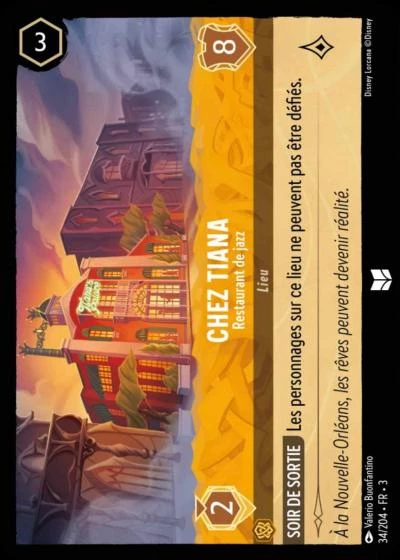 3
8
Tiana's
2
CHEZ TIANA
Restaurant de jazz
Lieu
SOIR DE SORTIE Les personnages sur ce lieu ne peuvent pas être défiés.
À la Nouvelle-Orléans, les rêves peuvent devenir réalité.
Valerio Buonfantino
34/204 • FR • 3
Disney Lorcana ©Disney